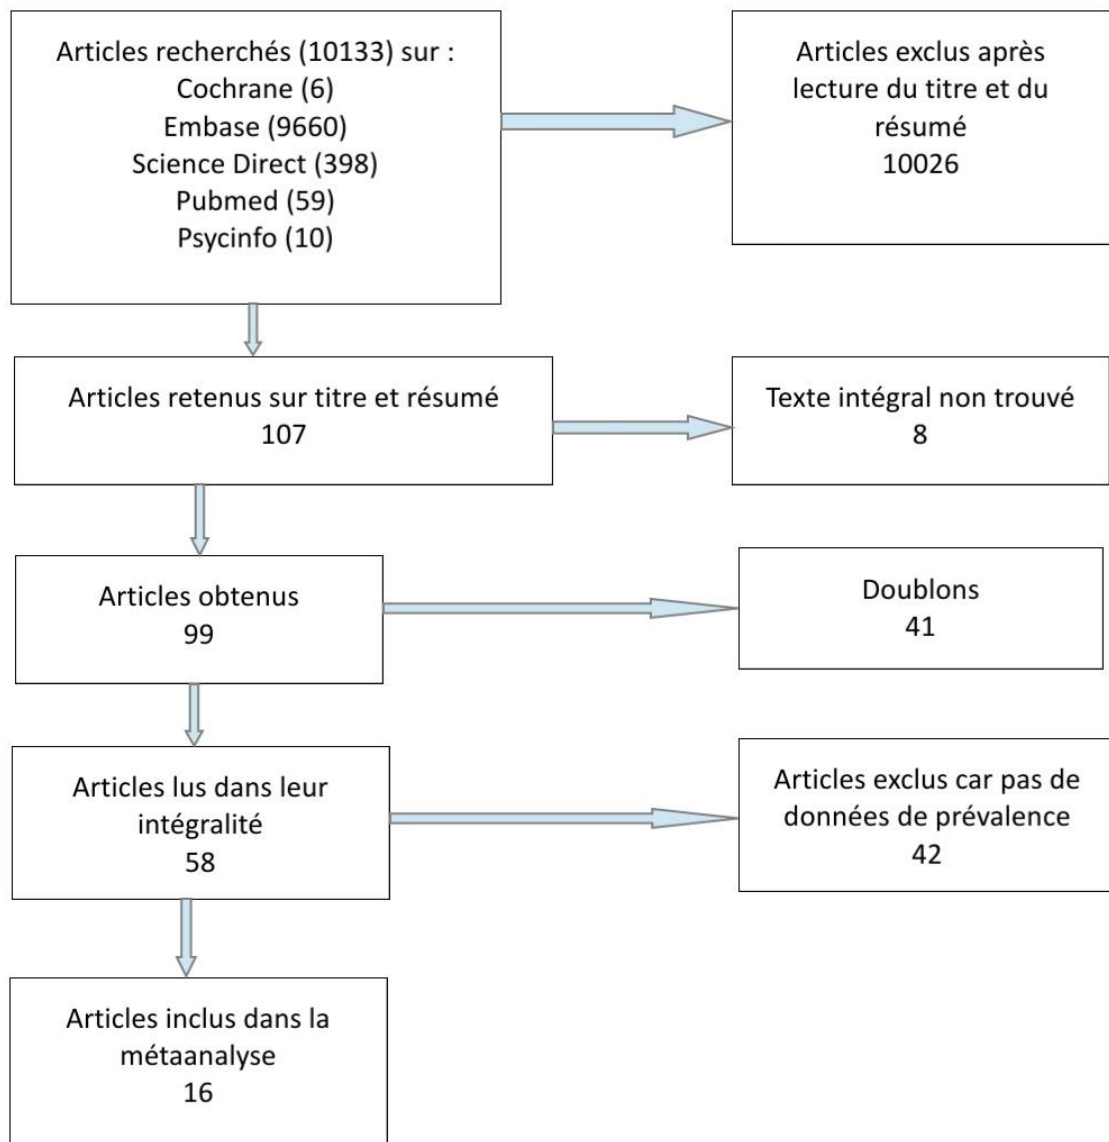 Articles recherchés (10133) sur :
Cochrane (6)
Embase (9660)
Science Direct (398)
Pubmed (59)
Psycinfo (10)
Articles exclus après
lecture du titre et du
résumé
10026
Articles retenus sur titre et résumé
107
Texte intégral non trouvé
8
Articles obtenus
99
Doublons
41
Articles lus dans leur
intégralité
58
Articles exclus car pas de
données de prévalence
42
Articles inclus dans la
métaanalyse
16